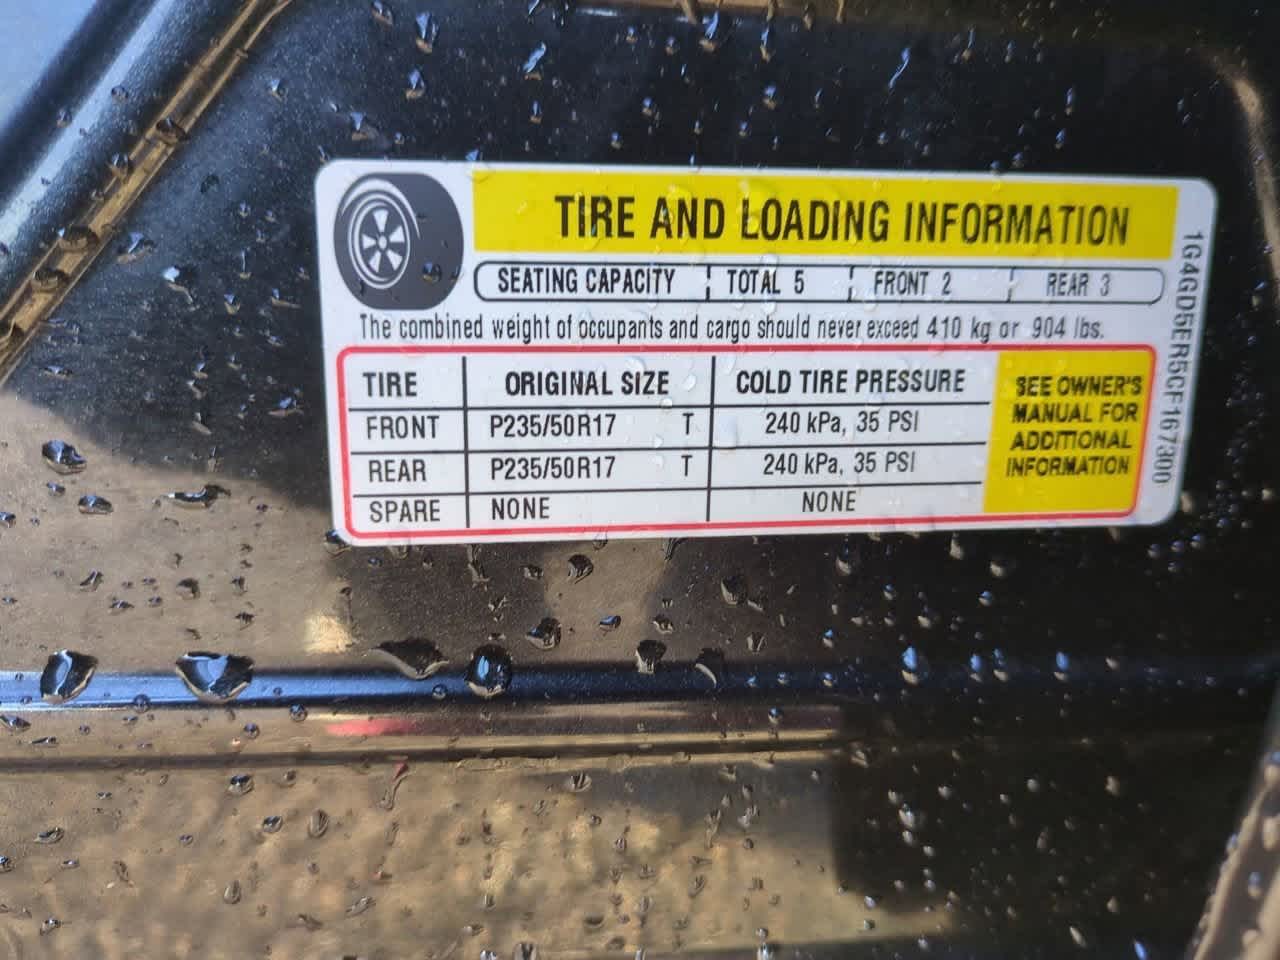 TIRE AND LOADING INFORMATION
SEATING CAPACITY TOTAL 5 FRONT 2 REAR 3
The combined weight of occupants and cargo should never exceed 410 kg or 904 lbs.
TIRE ORIGINAL SIZE COLD TIRE PRESSURE
FRONT P235/50R17 T 240 kPa, 35 PSI
REAR P235/50R17 T 240 kPa, 35 PSI
SPARE NONE NONE
SEE OWNER'S
MANUAL FOR
ADDITIONAL
INFORMATION
1G4GD5ER5CF167300